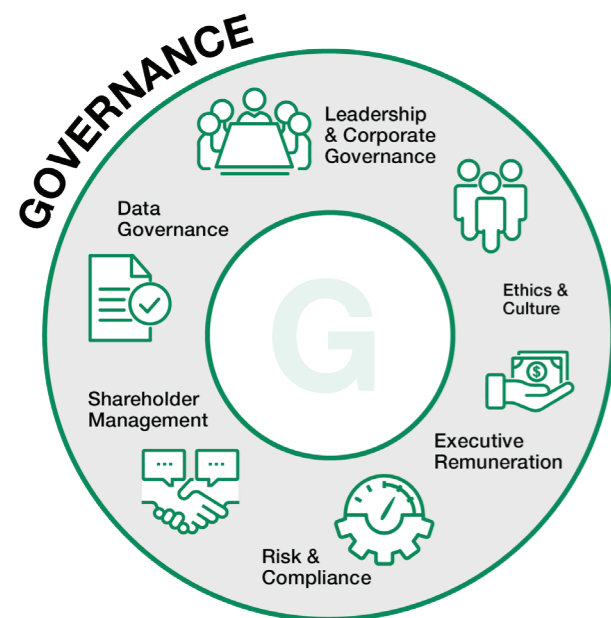 GOVERNANCE
Leadership
& Corporate
Governance
Ethics &
Culture
Executive
Remuneration
Risk &
Compliance
Shareholder
Management
Data
Governance
G
$